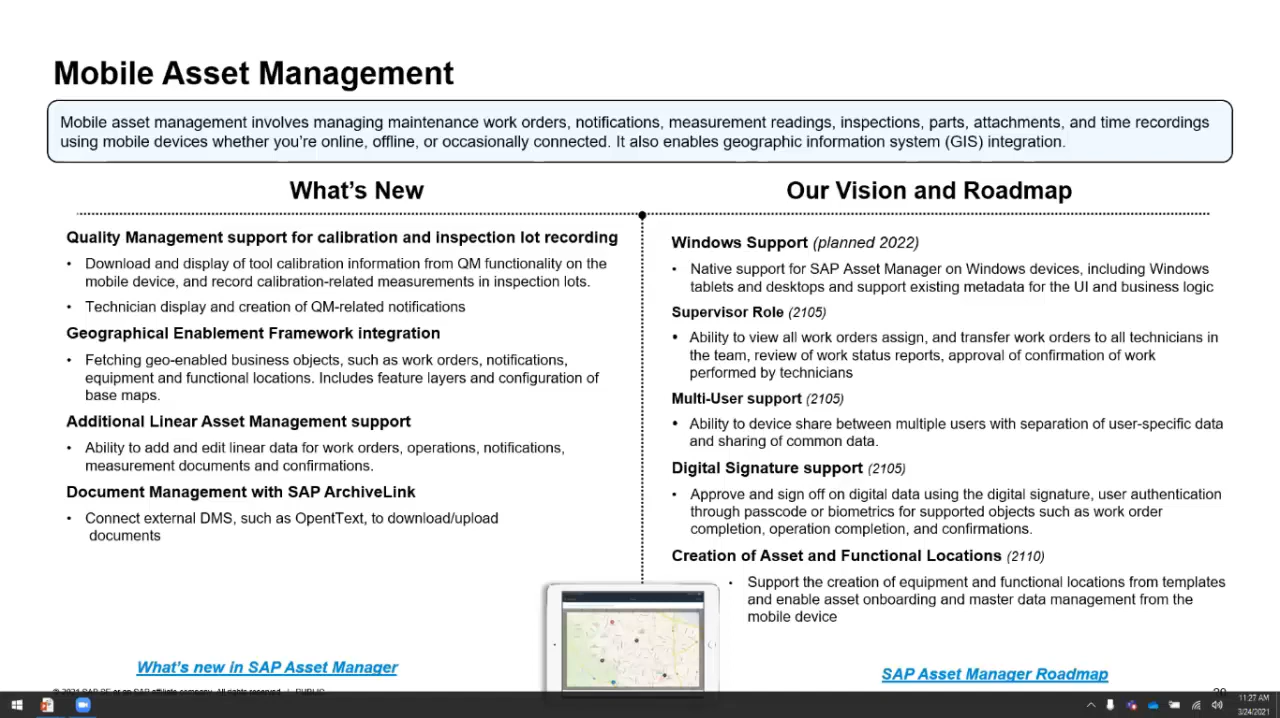 Mobile Asset Management
Mobile asset management involves managing maintenance work orders, notifications, measurement readings, inspections, parts, attachments, and time recordings
using mobile devices whether you're online, offline, or occasionally connected. It also enables geographic information system (GIS) integration.
What's New
Quality Management support for calibration and inspection lot recording
• Download and display of tool calibration information from QM functionality on the
mobile device, and record calibration-related measurements in inspection lots.
• Technician display and creation of QM-related notifications
Geographical Enablement Framework integration
• Fetching geo-enabled business objects, such as work orders, notifications,
equipment and functional locations. Includes feature layers and configuration of
base maps.
Additional Linear Asset Management support
• Ability to add and edit linear data for work orders, operations, notifications,
measurement documents and confirmations.
Document Management with SAP ArchiveLink
• Connect external DMS, such as OpentText, to download/upload
documents
What's new in SAP Asset Manager
Our Vision and Roadmap
Windows Support (planned 2022)
• Native support for SAP Asset Manager on Windows devices, including Windows
tablets and desktops and support existing metadata for the UI and business logic
Supervisor Role (2105)
• Ability to view all work orders assign, and transfer work orders to all technicians in
the team, review of work status reports, approval of confirmation of work
performed by technicians
Multi-User support (2105)
• Ability to device share between multiple users with separation of user-specific data
and sharing of common data.
Digital Signature support (2105)
• Approve and sign off on digital data using the digital signature, user authentication
through passcode or biometrics for supported objects such as work order
completion, operation completion, and confirmations.
Creation of Asset and Functional Locations (2110)
• Support the creation of equipment and functional locations from templates
and enable asset onboarding and master data management from the
mobile device
SAP Asset Manager Roadmap
11:27 AM
3/24/2021